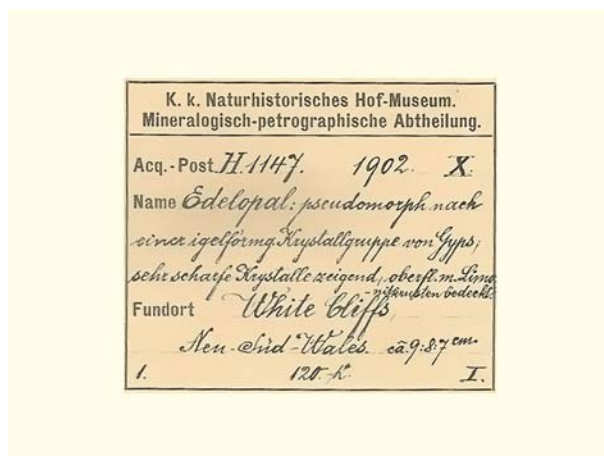 K. k. Naturhistorisches Hof-Museum.
Mineralogisch-petrographische Abtheilung.
Acq.-Post H. 1147. 1902. X.
Name Edelopal: pseudomorph nach
einer igelförmg Krystallgruppe von Gyps,
sehr scharfe Krystalle zeigend, oberfl. m. Limo-
nitkrusten bedeckt.
Fundort White Cliffs,
Neu-Süd-Wales. ca 9:8:7 cm.
1. 120.-K. I.